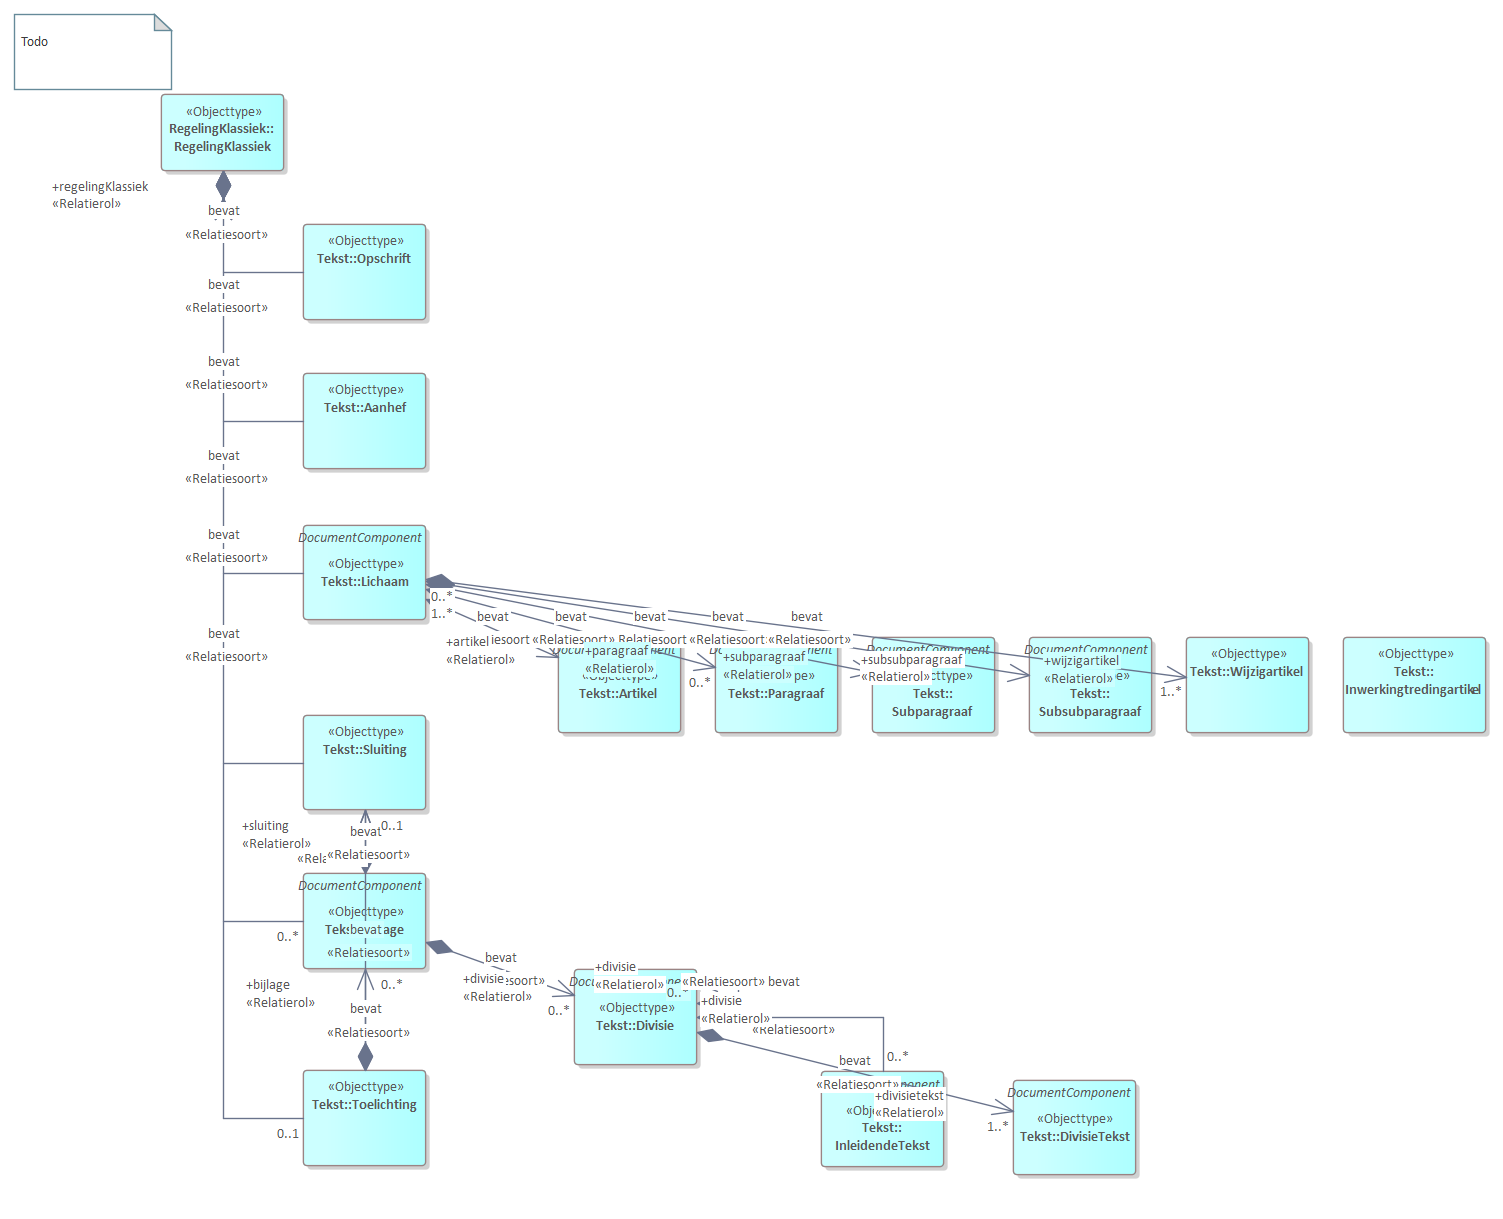 Todo
«Objecttype»
RegelingKlassiek::
RegelingKlassiek
+regelingKlassiek
«Relatierol»
bevat
«Relatiesoort»
«Objecttype»
Tekst::Opschrift
bevat
«Relatiesoort»
bevat
«Relatiesoort»
«Objecttype»
Tekst::Aanhef
bevat
«Relatiesoort»
bevat
«Relatiesoort»
DocumentComponent
«Objecttype»
Tekst::Lichaam
0..*
1..*
bevat
bevat
bevat
bevat
bevat
«Relatiesoort»
«Relatiesoort
«Relatiesoort
«Relatiesoort»
+artikel
«Relatierol»
+paragraaf
«Relatierol»
Tekst::Artikel
+subparagraaf
«Relatierol»
0..*
Tekst::Paragraaf
DocumentComponent
+subsubparagraaf
«Relatierol»
Tekst::
Subparagraaf
DocumentComponent
+wijzigartikel
«Relatierol»
Tekst::
Subsubparagraaf
1..*
«Objecttype»
Tekst::Wijzigartikel
«Objecttype»
Tekst::
Inwerkingtredingartikel
bevat
«Relatiesoort»
«Objecttype»
Tekst::Sluiting
0..1
+sluiting
«Relatierol»
bevat
«Relatiesoort»
DocumentComponent
«Objecttype»
bevat
«Relatiesoort»
0..*
0..*
+bijlage
«Relatierol»
bevat
«Relatiesoort»
«Objecttype»
Tekst::Toelichting
0..1
bevat
+divisie
«Relatierol»
0..*
+divisie
«Relatierol»
«Objecttype»
Tekst::Divisie
«Relatiesoort» bevat
0..*
+divisie
«Relatierol»
«Relatiesoort»
0..*
bevat
«Relatiesoort»
+divisietekst
«Relatierol»
Tekst::
InleidendeTekst
1..*
DocumentComponent
«Objecttype»
Tekst::DivisieTekst